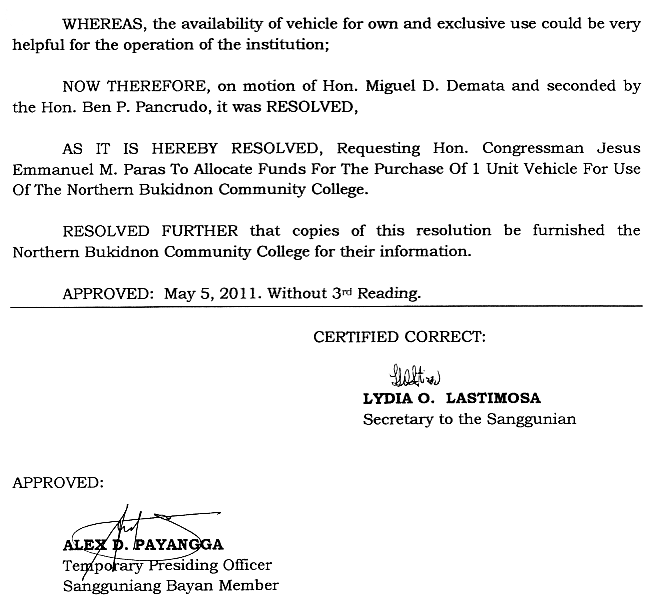 WHEREAS, the availability of vehicle for own and exclusive use could be very
helpful for the operation of the institution;
NOW THEREFORE, on motion of Hon. Miguel D. Demata and seconded by
the Hon. Ben P. Pancrudo, it was RESOLVED,
AS IT IS HEREBY RESOLVED, Requesting Hon. Congressman Jesus
Emmanuel M. Paras To Allocate Funds For The Purchase Of 1 Unit Vehicle For Use
Of The Northern Bukidnon Community College.
RESOLVED FURTHER that copies of this resolution be furnished the
Northern Bukidnon Community College for their information.
APPROVED: May 5, 2011. Without 3rd Reading.
CERTIFIED CORRECT:
LYDIA O. LASTIMOSA
Secretary to the Sanggunian
APPROVED:
ALEX D. PAYANGGA
Temporary Presiding Officer
Sangguniang Bayan Member